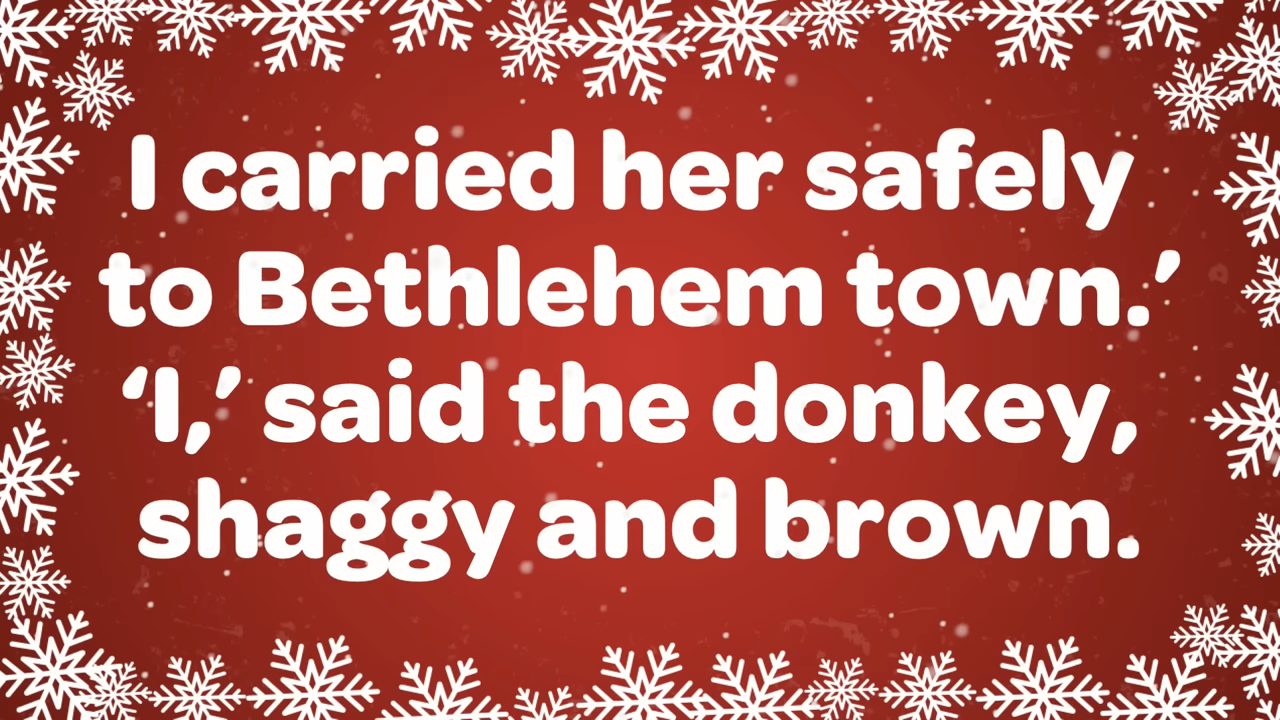 I carried her safely
to Bethlehem town.’
‘I,’ said the donkey,
shaggy and brown.